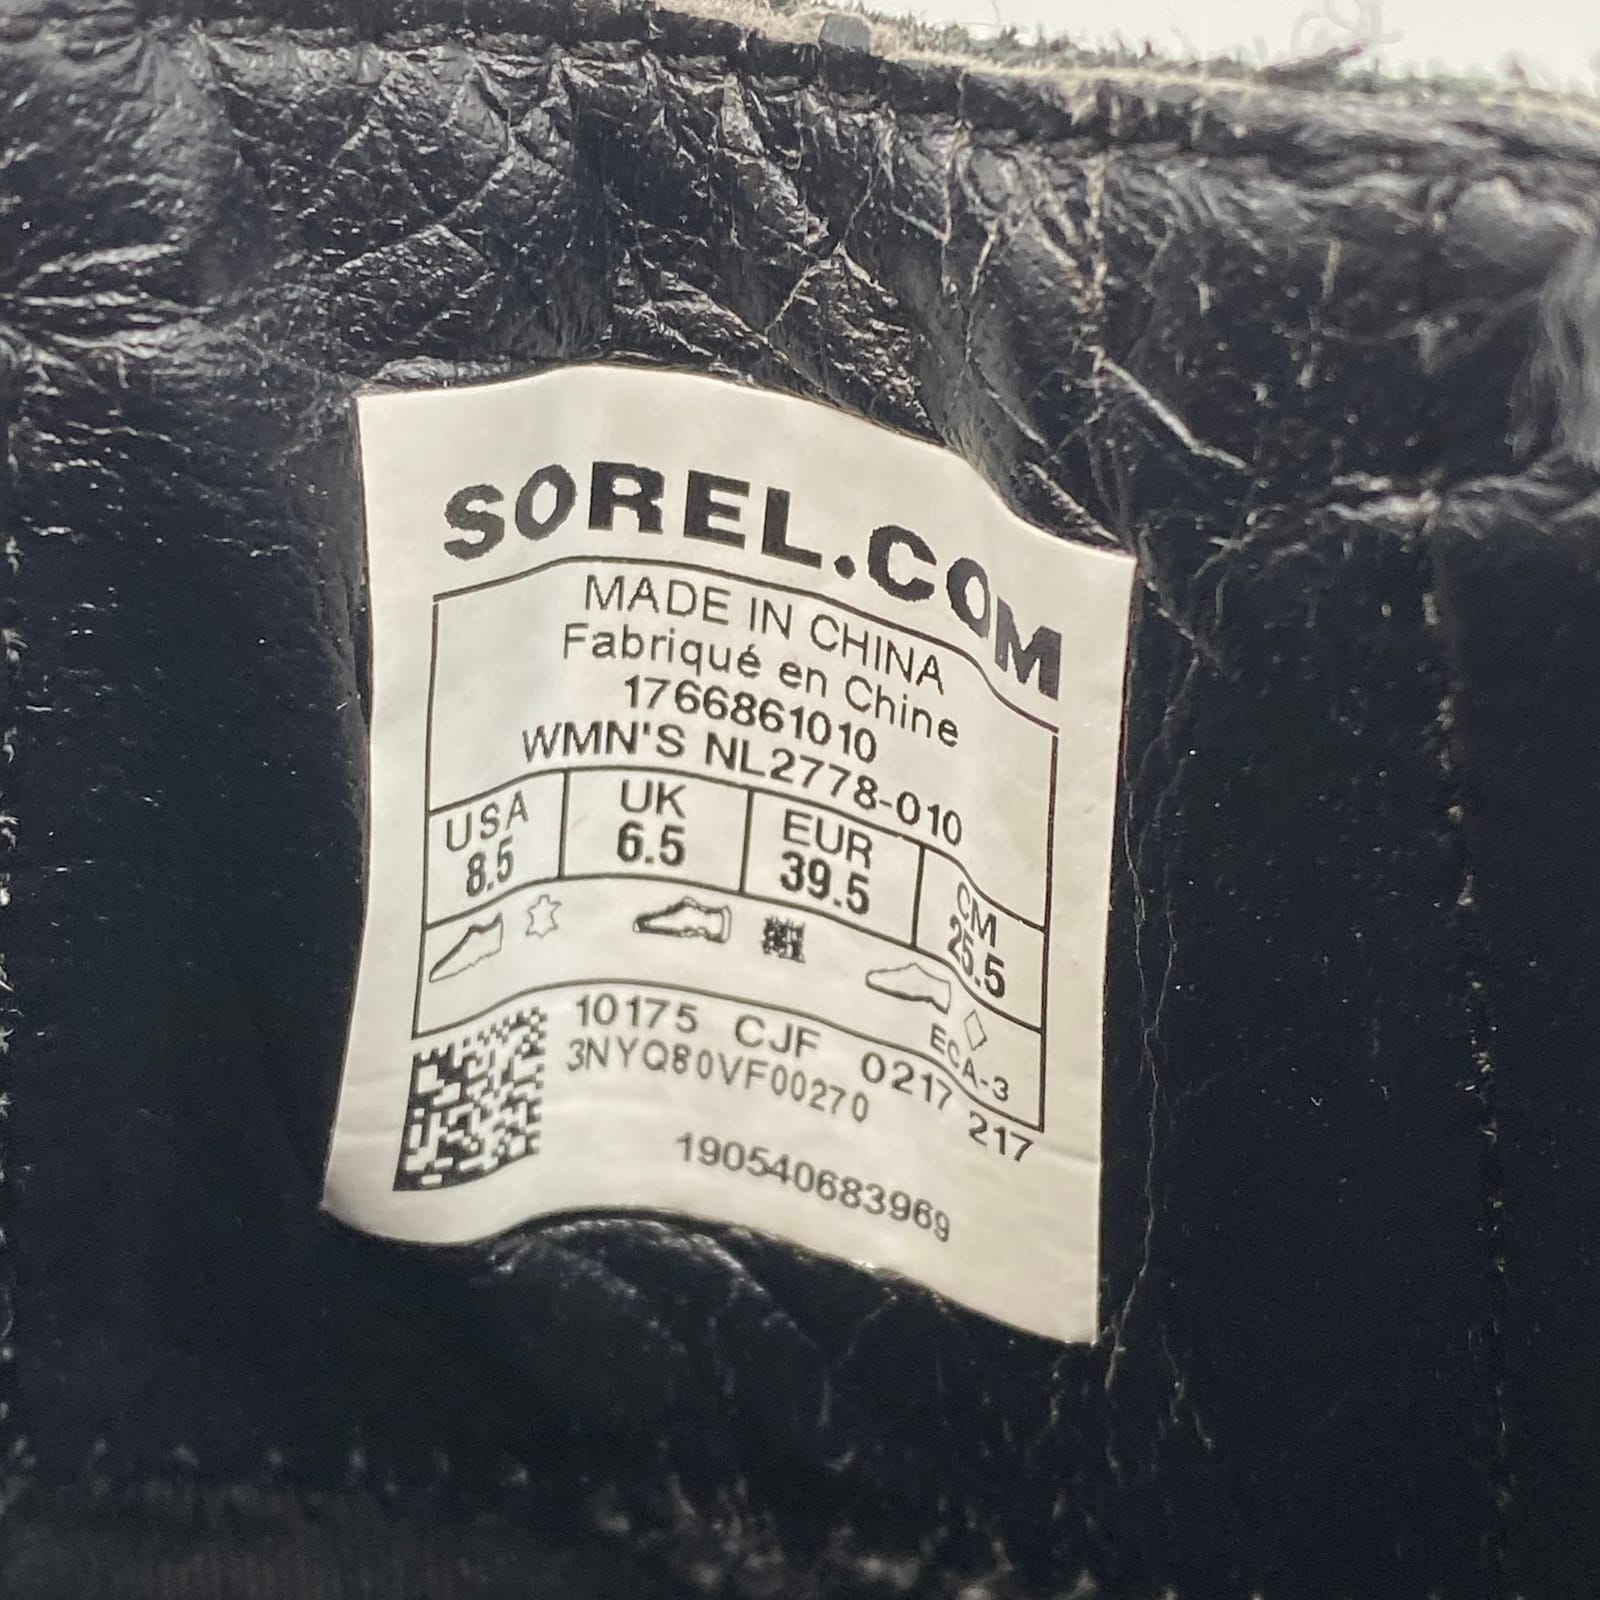 SOREL.COM
MADE IN CHINA
Fabriqué en Chine
1766861010
WMN'S NL2778-010
USA UK EUR CM
8.5 6.5 39.5 25.5
ECA-3
10175 CJF 0217 217
3NYQ80VF00270
190540683969